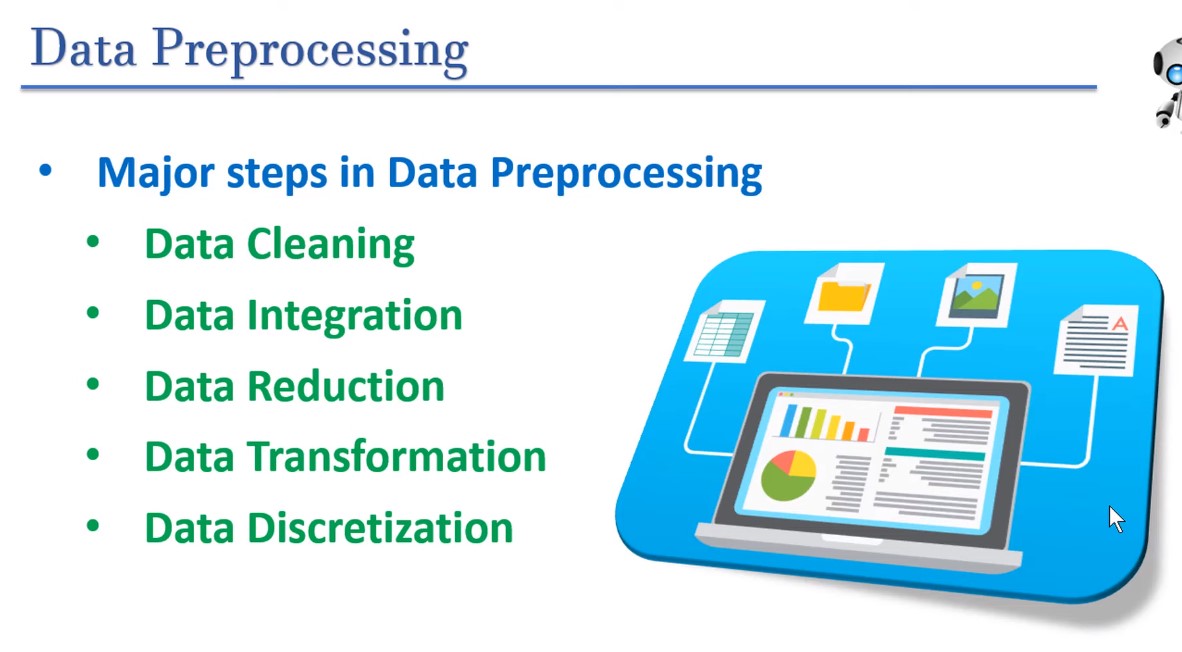 Data Preprocessing
• Major steps in Data Preprocessing
• Data Cleaning
• Data Integration
• Data Reduction
• Data Transformation
• Data Discretization
A